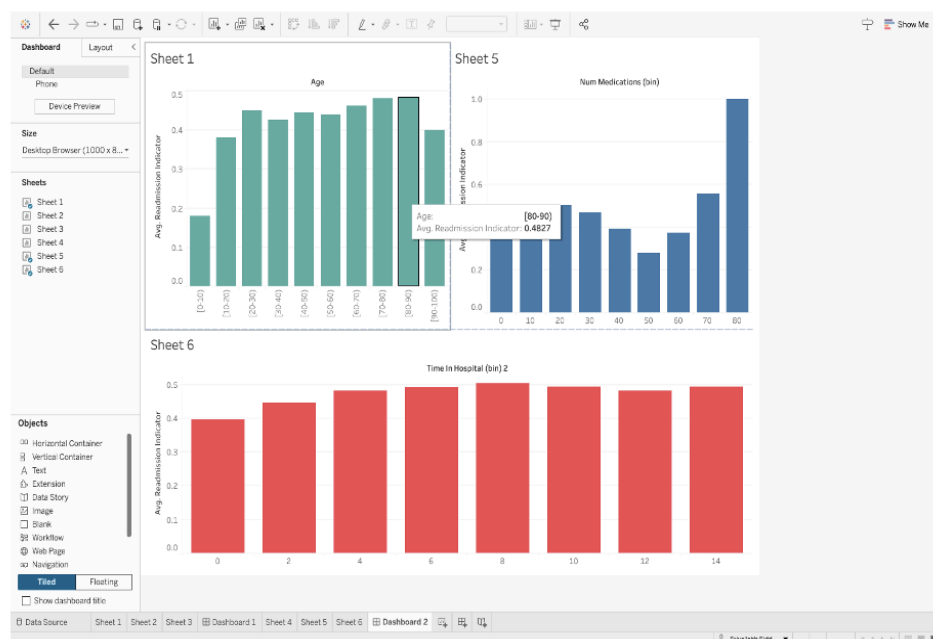 Show Me
Dashboard
Layout
Default
Phone
Device Preview
Size
Desktop Browser (1000 x 8...
Sheets
Sheet 1
Sheet 2
Sheet 3
Sheet 4
Sheet 5
Sheet 6
Objects
Horizontal Container
Vertical Container
Text
Extension
Data Story
Image
Blank
Workflow
Web Page
Navigation
Tiled
Floating
Show dashboard title
Sheet 1
Age
Avg. Readmission Indicator
0.5
0.4
0.3
0.2
0.1
0.0
[0-10)
[10-20)
[20-30)
[30-40)
[40-50)
[50-60)
[60-70)
[70-80)
[80-90)
[90-100)
Age: [80-90)
Avg. Readmission Indicator: 0.4827
Sheet 5
Num Medications (bin)
1.0
0.8
0.6
0.2
0.0
0 10 20 30 40 50 60 70 80
Sheet 6
Time In Hospital (bin) 2
Avg. Readmission Indicator
0.5
0.4
0.3
0.2
0.1
0.0
0 2 4 6 8 10 12 14
Data Source Sheet 1 Sheet 2 Sheet 3 Dashboard 1 Sheet 4 Sheet 5 Sheet 6 Dashboard 2